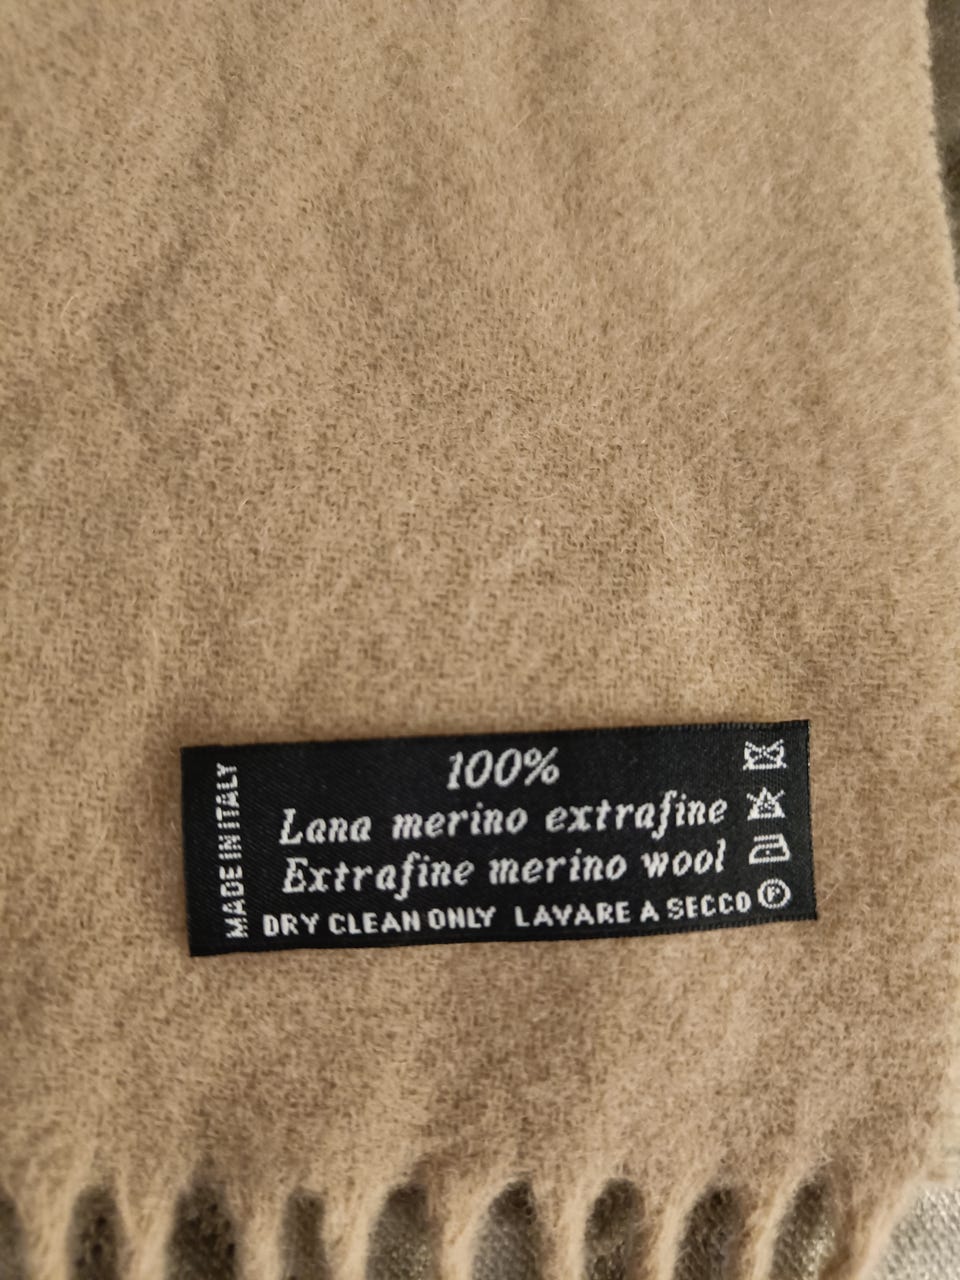 MADE IN ITALY
100%
Lana merino extrafine
Extrafine merino wool
DRY CLEAN ONLY LAVARE A SECCO P